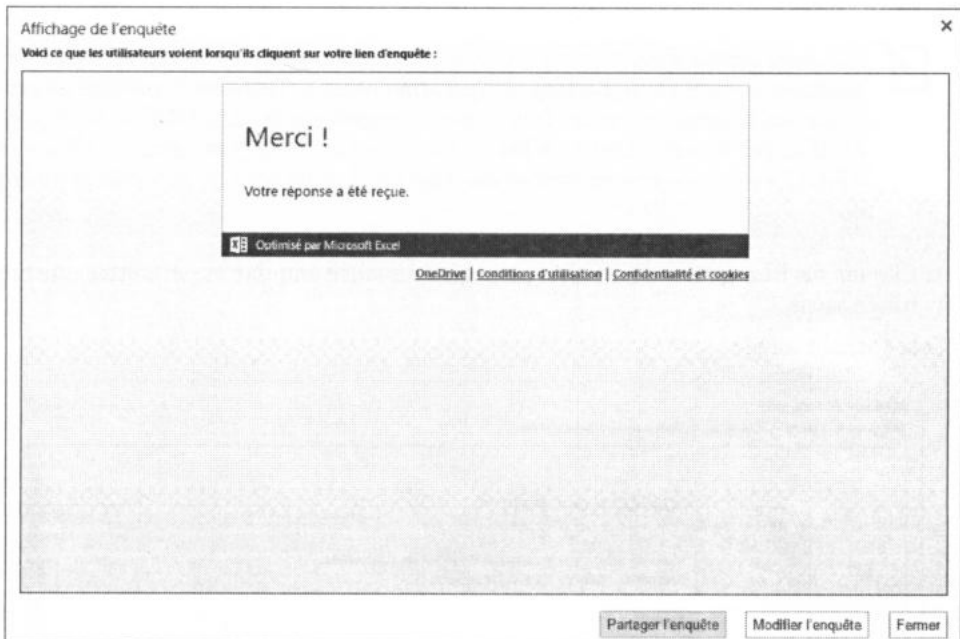 Affichage de l'enquête
Voici ce que les utilisateurs voient lorsqu'ils cliquent sur votre lien d'enquête :
Merci !
Votre réponse a été reçue.
Optimisé par Microsoft Excel
OneDrive | Conditions d'utilisation | Confidentialité et cookies
Partager l'enquête Modifier l'enquête Fermer